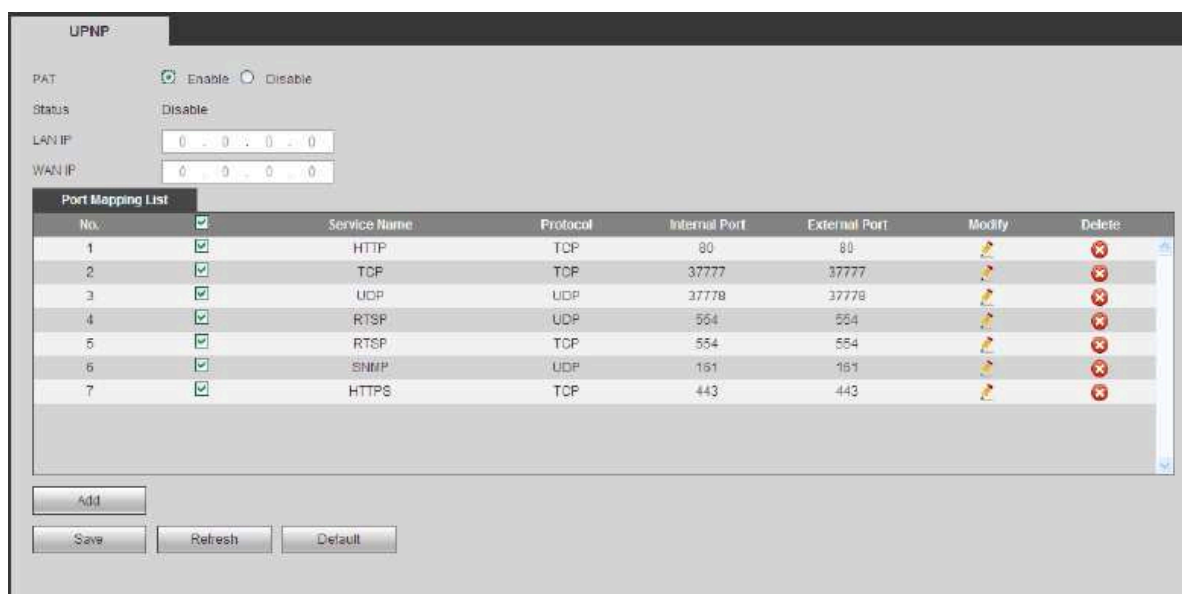 UPNP
PAT Enable Disable
Status Disable
LAN IP 0 . 0 . 0 . 0
WAN IP 0 . 0 . 0 . 0
Port Mapping List
No. Service Name Protocol Internal Port External Port Modify Delete
1 HTTP TCP 80 80
2 TCP TCP 37777 37777
3 UDP UDP 37778 37778
4 RTSP UDP 554 554
5 RTSP TCP 554 554
6 SNMP UDP 161 161
7 HTTPS TCP 443 443
Add
Save Refresh Default